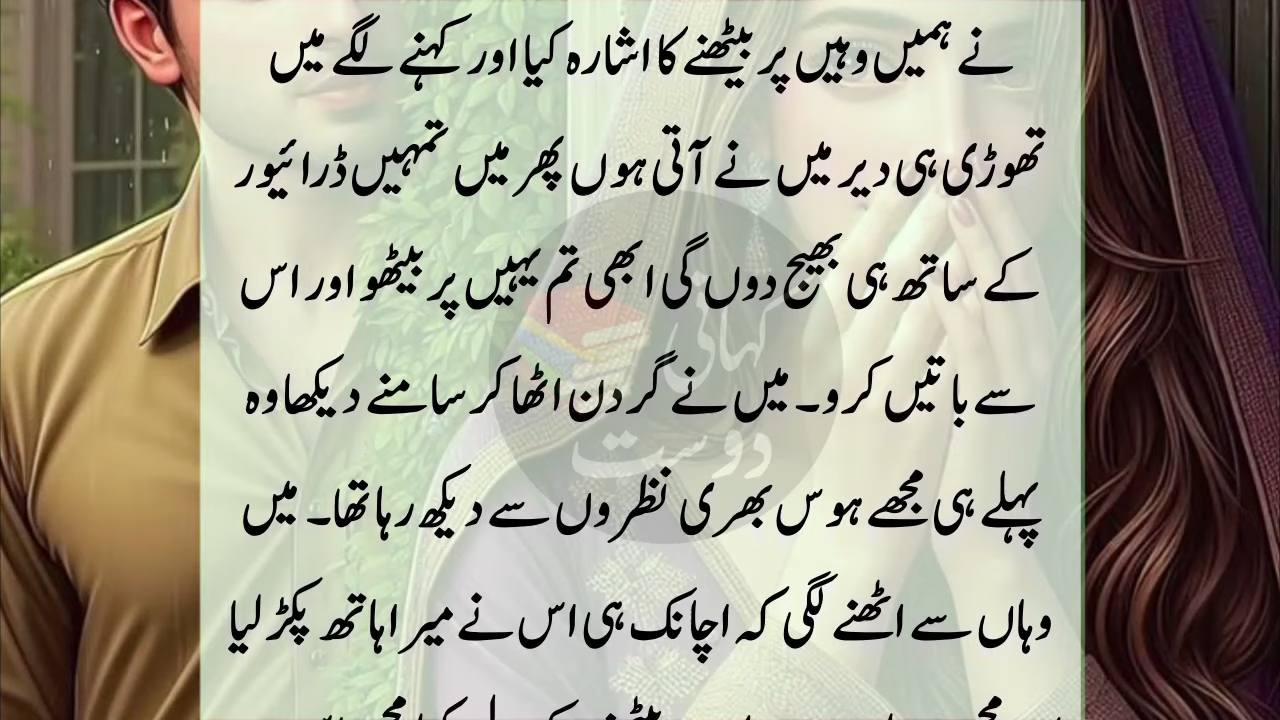 نے ہمیں وہیں پر بیٹھنے کا اشارہ کیا اور کہنے لگے میں
تھوڑی ہی دیر میں نے آتی ہوں پھر میں تمہیں ڈرائیور
کے ساتھ ہی بھیج دوں گی ابھی تم یہیں پر بیٹھو اور اس
سے باتیں کرو۔ میں نے گردن اٹھا کر سامنے دیکھا وہ
پہلے ہی مجھے ہوس بھری نظروں سے دیکھ رہا تھا۔ میں
وہاں سے اٹھنے لگی کہ اچانک ہی اس نے میرا ہاتھ پکڑ لیا
کہانی
دوست